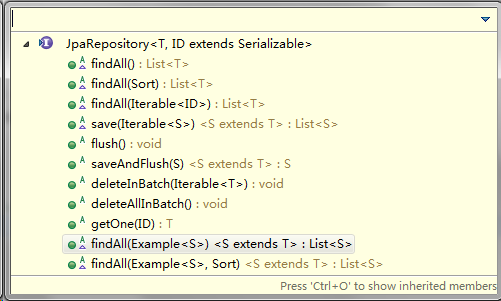 JpaRepository<T, ID extends Serializable>
findAll() : List<T>
findAll(Sort) : List<T>
findAll(Iterable<ID>) : List<T>
save(Iterable<S>) <S extends T> : List<S>
flush() : void
saveAndFlush(S) <S extends T> : S
deleteInBatch(Iterable<T>) : void
deleteAllInBatch() : void
getOne(ID) : T
findAll(Example<S>) <S extends T> : List<S>
findAll(Example<S>, Sort) <S extends T> : List<S>
Press 'Ctrl+O' to show inherited members